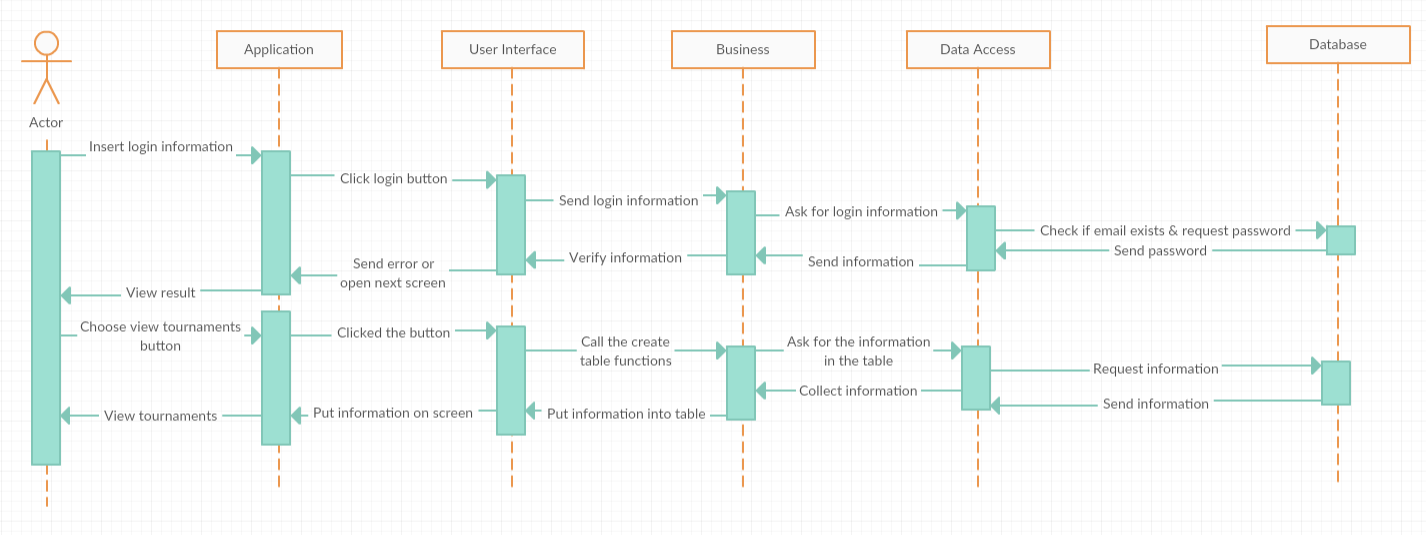 Application
User Interface
Business
Data Access
Database
Actor
Insert login information
Click login button
Send login information
Ask for login information
Check if email exists & request password
Send password
Send information
Verify information
Send error or
open next screen
View result
Choose view tournaments
button
Clicked the button
Call the create
table functions
Ask for the information
in the table
Request information
Send information
Collect information
Put information into table
Put information on screen
View tournaments